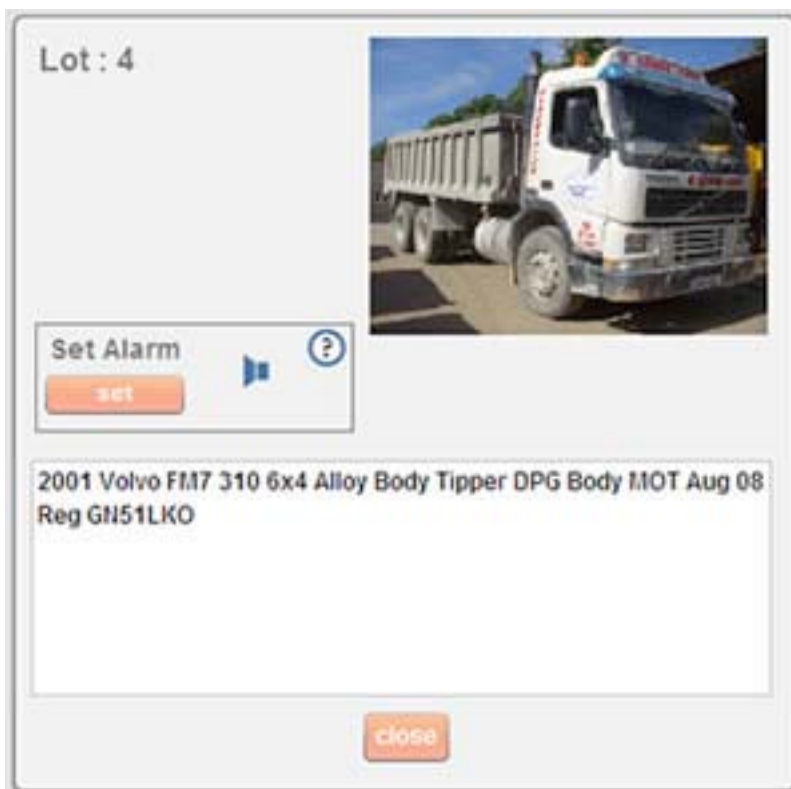 Lot : 4
Set Alarm
?
set
2001 Volvo FM7 310 6x4 Alloy Body Tipper DPG Body MOT Aug 08
Reg GN51LKO
close